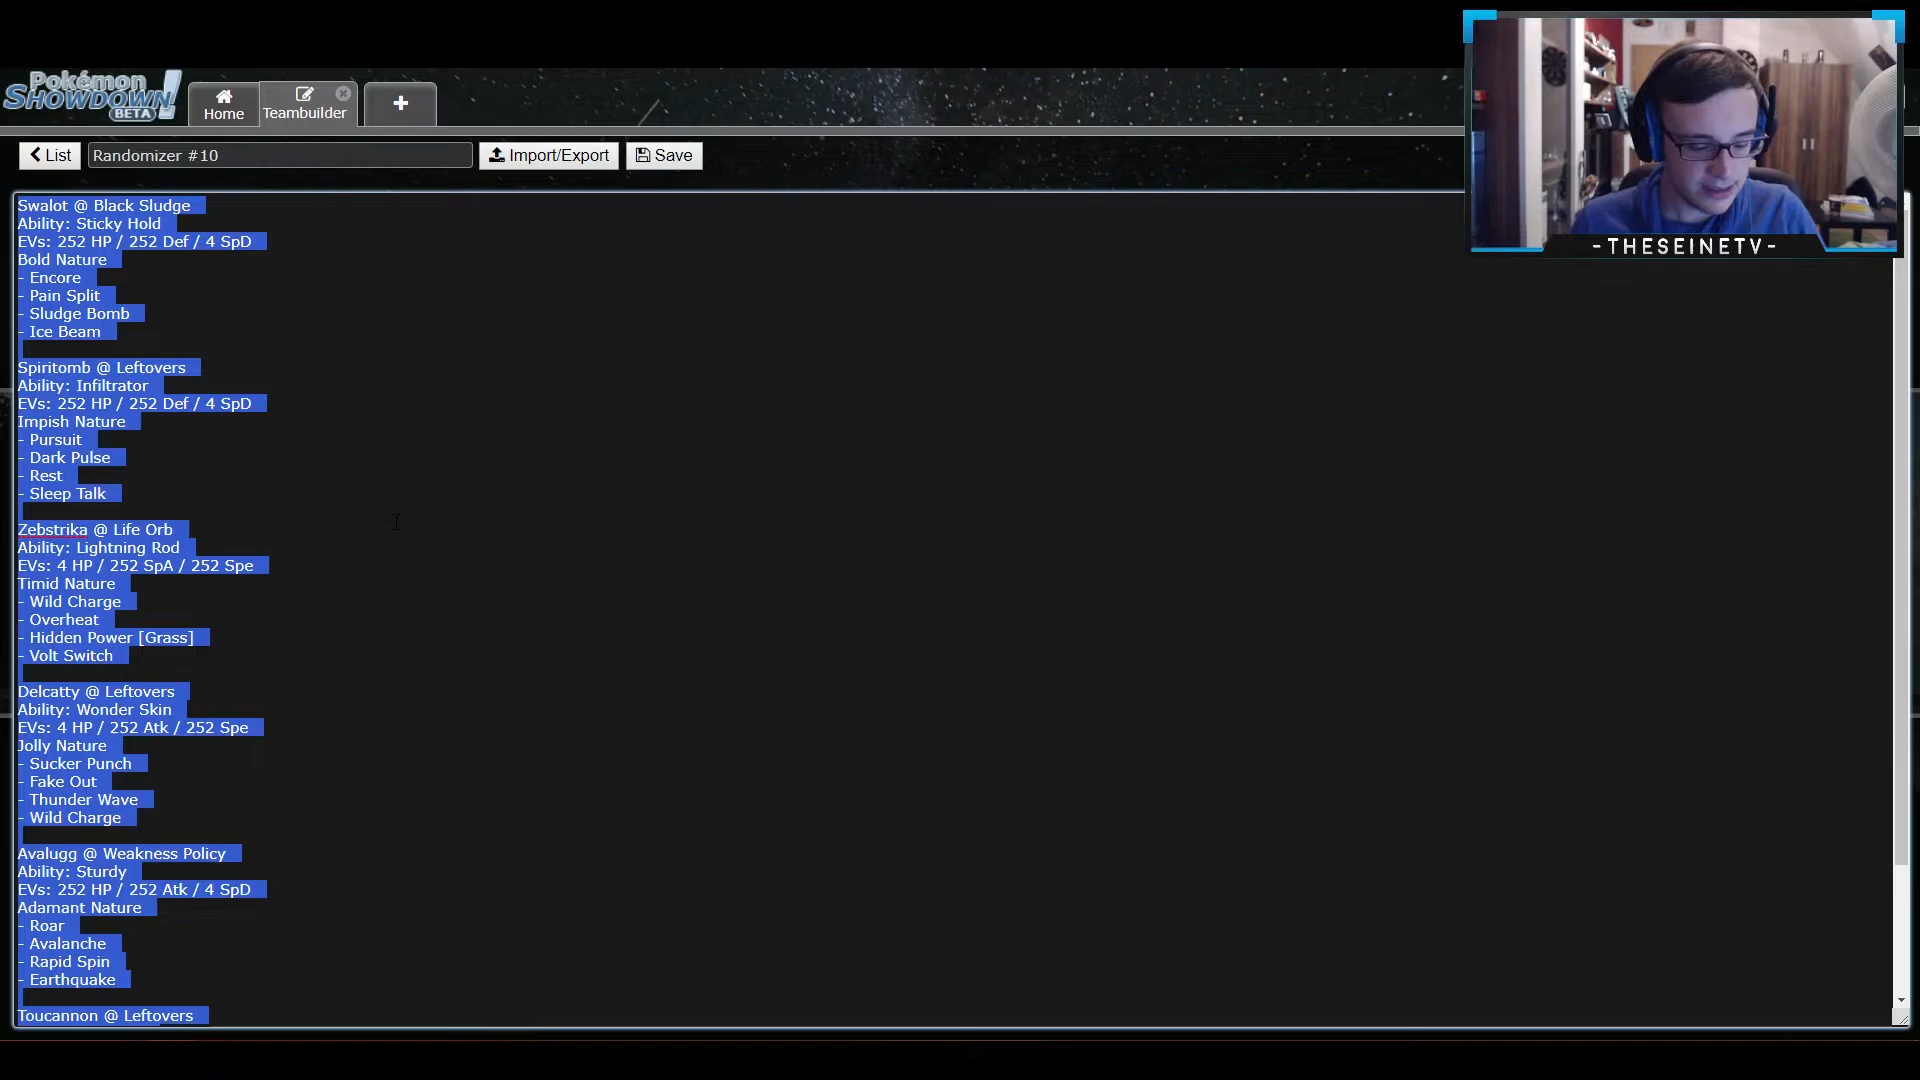 Pokémon
SHOWDOWN!
BETA
Home
Teambuilder
+
List
Randomizer #10
Import/Export
Save
-THESEINETV-
Swalot @ Black Sludge
Ability: Sticky Hold
EVs: 252 HP / 252 Def / 4 SpD
Bold Nature
- Encore
- Pain Split
- Sludge Bomb
- Ice Beam
Spiritomb @ Leftovers
Ability: Infiltrator
EVs: 252 HP / 252 Def / 4 SpD
Impish Nature
- Pursuit
- Dark Pulse
- Rest
- Sleep Talk
Zebstrika @ Life Orb
Ability: Lightning Rod
EVs: 4 HP / 252 SpA / 252 Spe
Timid Nature
- Wild Charge
- Overheat
- Hidden Power [Grass]
- Volt Switch
Delcatty @ Leftovers
Ability: Wonder Skin
EVs: 4 HP / 252 Atk / 252 Spe
Jolly Nature
- Sucker Punch
- Fake Out
- Thunder Wave
- Wild Charge
Avalugg @ Weakness Policy
Ability: Sturdy
EVs: 252 HP / 252 Atk / 4 SpD
Adamant Nature
- Roar
- Avalanche
- Rapid Spin
- Earthquake
Toucannon @ Leftovers